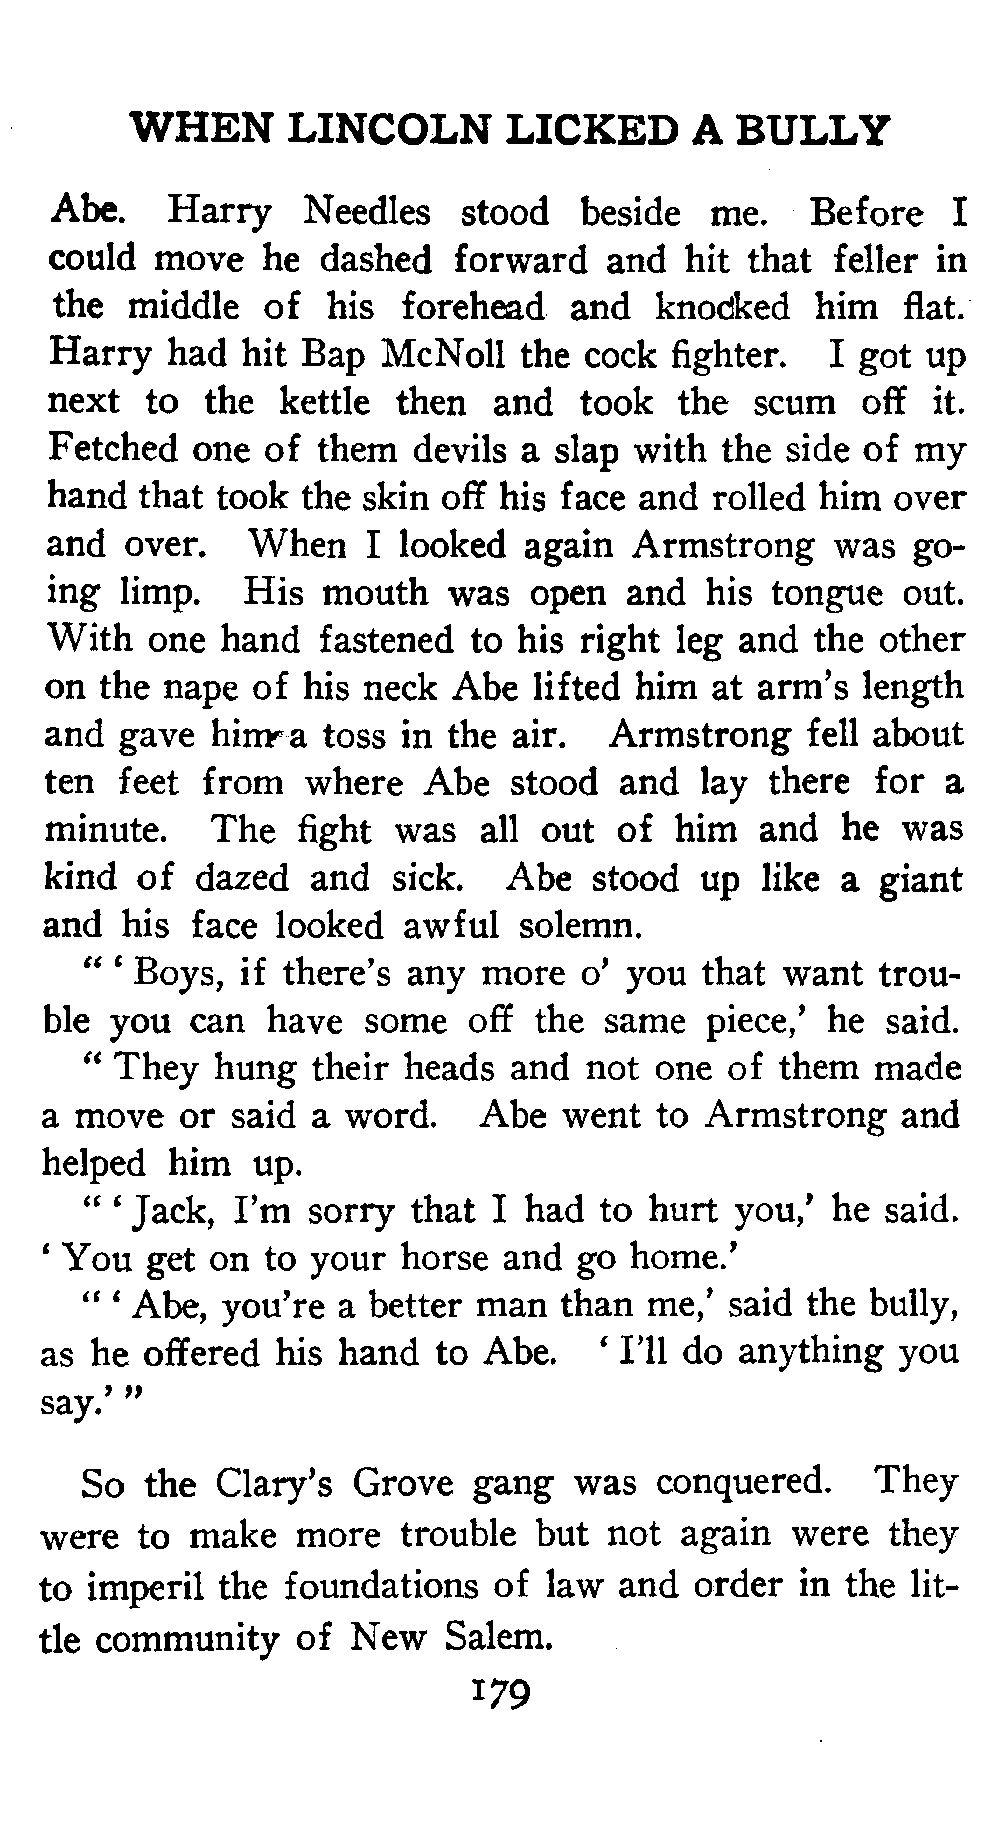 WHEN LINCOLN LICKED A BULLY
Abe. Harry Needles stood beside me. Before I
could move he dashed forward and hit that feller in
the middle of his forehead and knocked him flat.
Harry had hit Bap McNoll the cock fighter. I got up
next to the kettle then and took the scum off it.
Fetched one of them devils a slap with the side of my
hand that took the skin off his face and rolled him over
and over. When I looked again Armstrong was go-
ing limp. His mouth was open and his tongue out.
With one hand fastened to his right leg and the other
on the nape of his neck Abe lifted him at arm's length
and gave him a toss in the air. Armstrong fell about
ten feet from where Abe stood and lay there for a
minute. The fight was all out of him and he was
kind of dazed and sick. Abe stood up like a giant
and his face looked awful solemn.
" ' Boys, if there's any more o' you that want trou-
ble you can have some off the same piece,' he said.
" They hung their heads and not one of them made
a move or said a word. Abe went to Armstrong and
helped him up.
" ' Jack, I'm sorry that I had to hurt you,' he said.
' You get on to your horse and go home.'
" ' Abe, you're a better man than me,' said the bully,
as he offered his hand to Abe. ' I'll do anything you
say.' "
So the Clary's Grove gang was conquered. They
were to make more trouble but not again were they
to imperil the foundations of law and order in the lit-
tle community of New Salem.
179